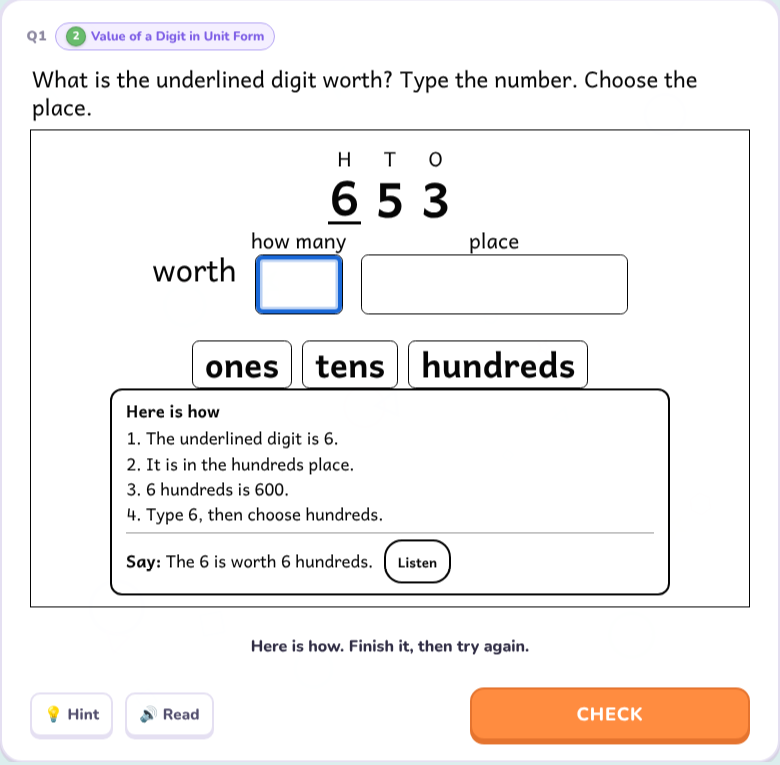 Q1 2 Value of a Digit in Unit Form
What is the underlined digit worth? Type the number. Choose the
place.
H T O
6 5 3
how many place
worth
ones tens hundreds
Here is how
1. The underlined digit is 6.
2. It is in the hundreds place.
3. 6 hundreds is 600.
4. Type 6, then choose hundreds.
Say: The 6 is worth 6 hundreds. Listen
Here is how. Finish it, then try again.
Hint Read CHECK